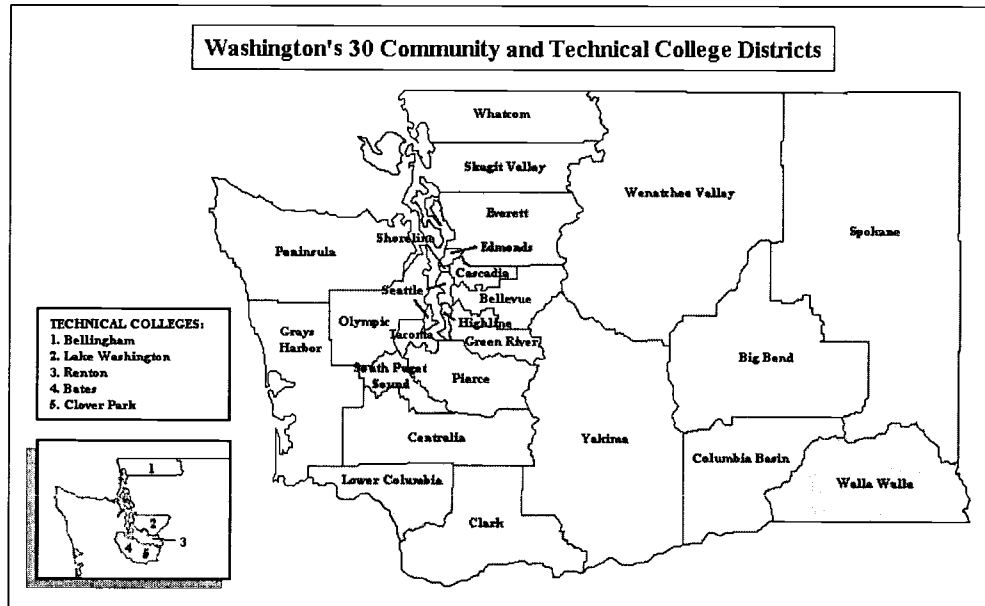 Washington's 30 Community and Technical College Districts
Whatcom
Skagit Valley
Wenatchee Valley
Everett
Spokane
Shoreline
Edmonds
Peninsula
Cascadia
Seattle
Bellevue
Olympic
Highline
Grays
Harbor
Tacoma
Green River
Big Bend
South Puget
Sound
Pierce
Centralia
Yakima
Columbia Basin
Lower Columbia
Walla Walla
Clark
TECHNICAL COLLEGES:
1. Bellingham
2. Lake Washington
3. Renton
4. Bates
5. Clover Park
1
2
3
4
5